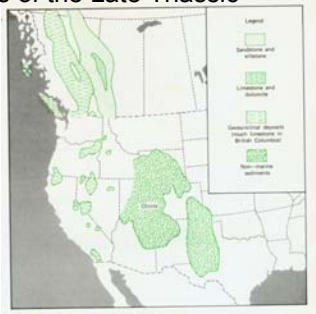 of the Late Triassic
Legend
Sandstone and
siltstone
Limestone and
dolomite
Geosynclinal deposits
(much limestone in
British Columbia)
Non-marine
sediments
Chinle